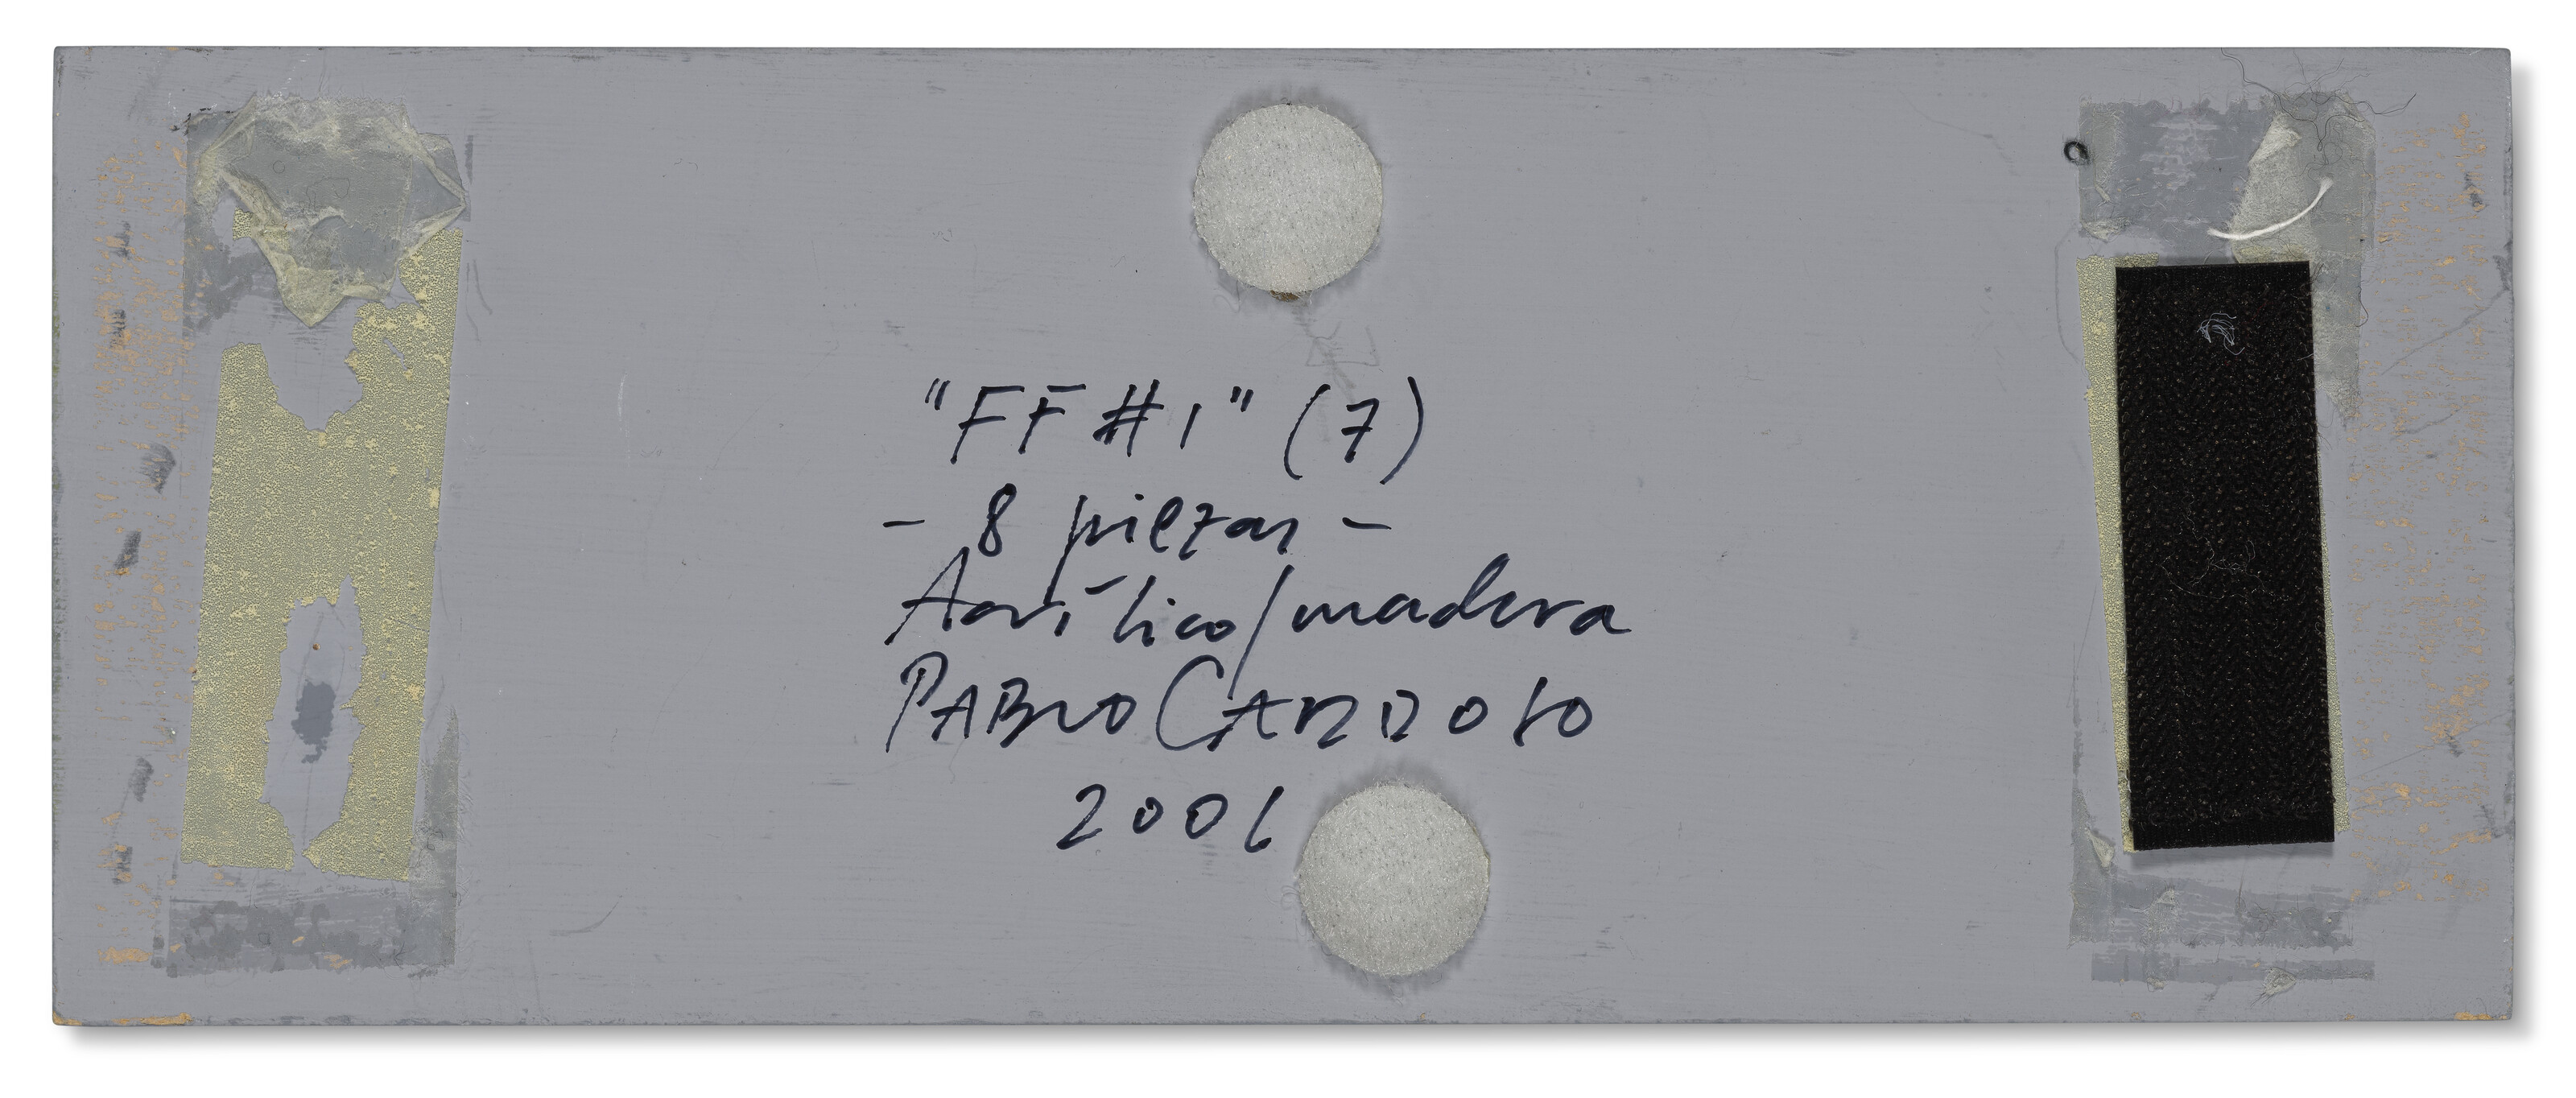 "FF #1" (7)
- 8 piezas -
Acrílico/madera
PABLO CARDOSO
2006